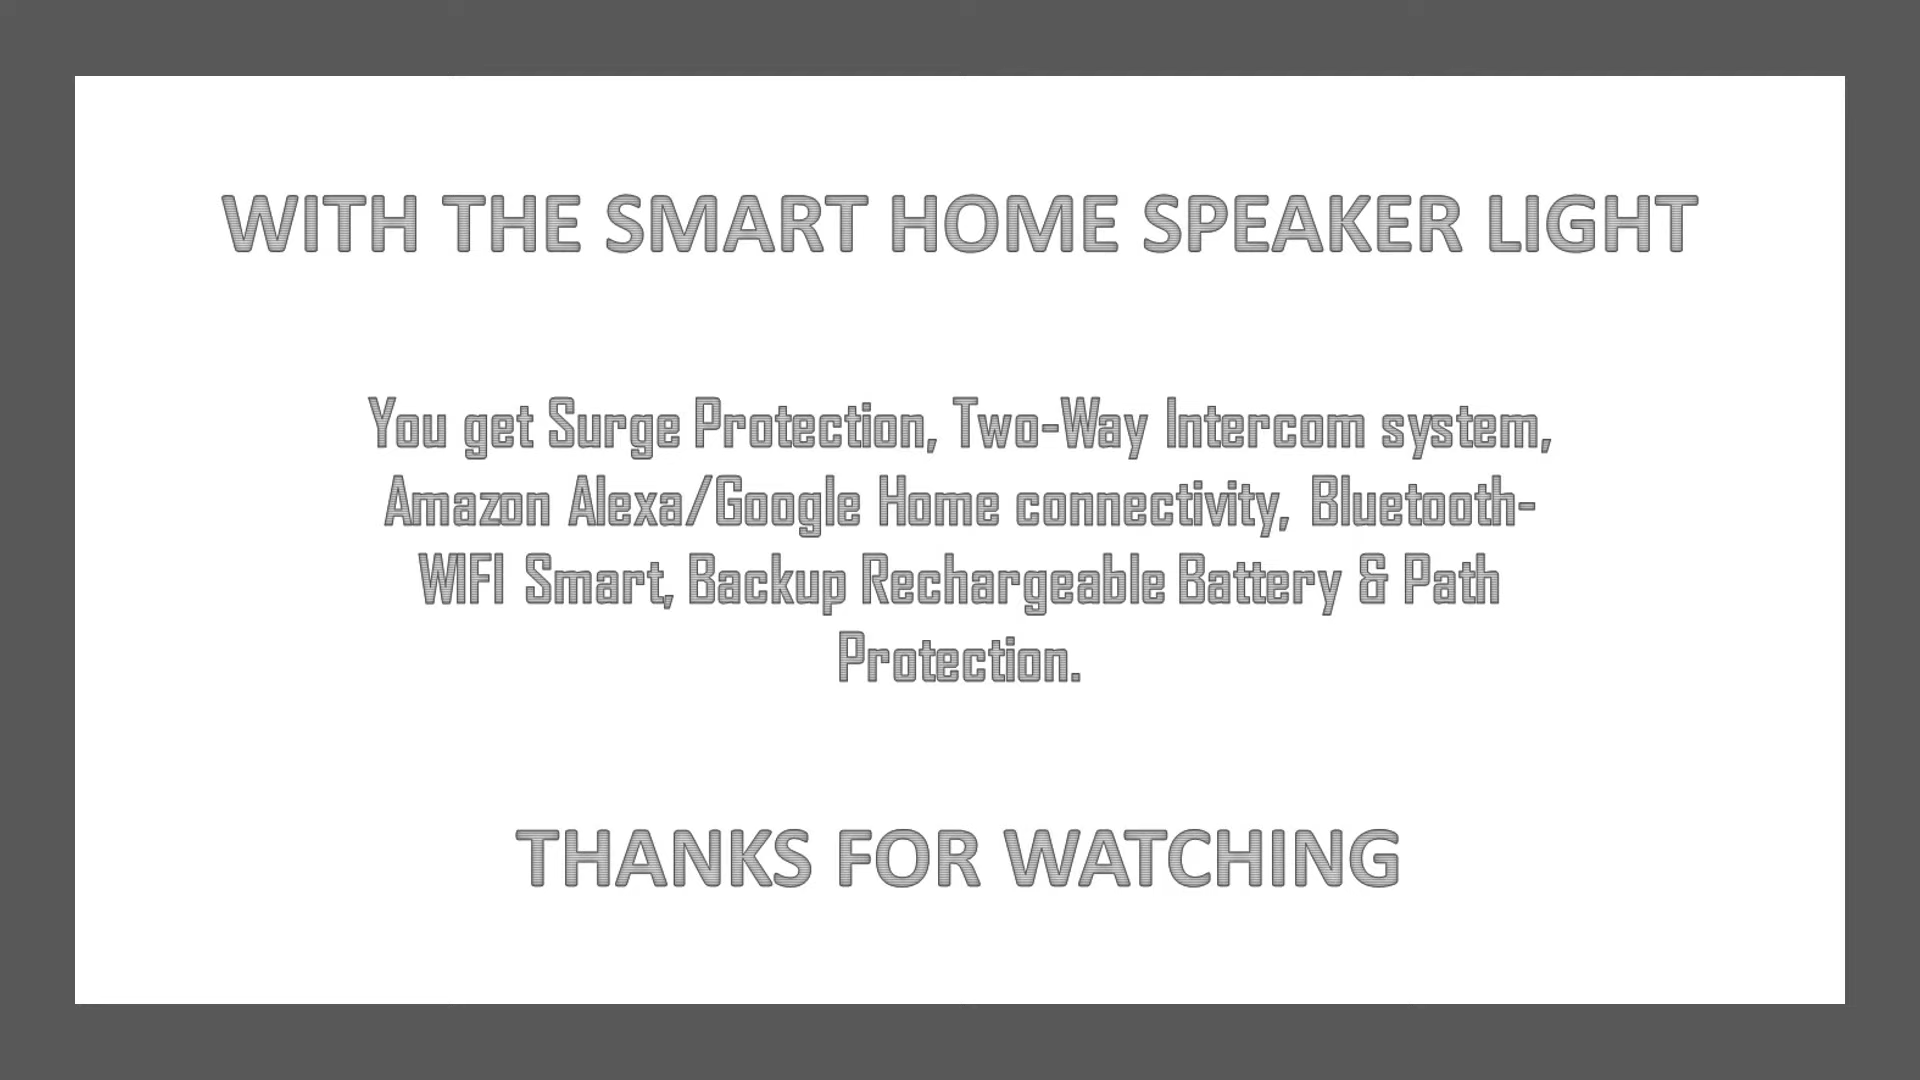 WITH THE SMART HOME SPEAKER LIGHT
You get Surge Protection, Two-Way Intercom system,
Amazon Alexa/Google Home connectivity, Bluetooth-
WIFI Smart, Backup Rechargeable Battery & Path
Protection.
THANKS FOR WATCHING